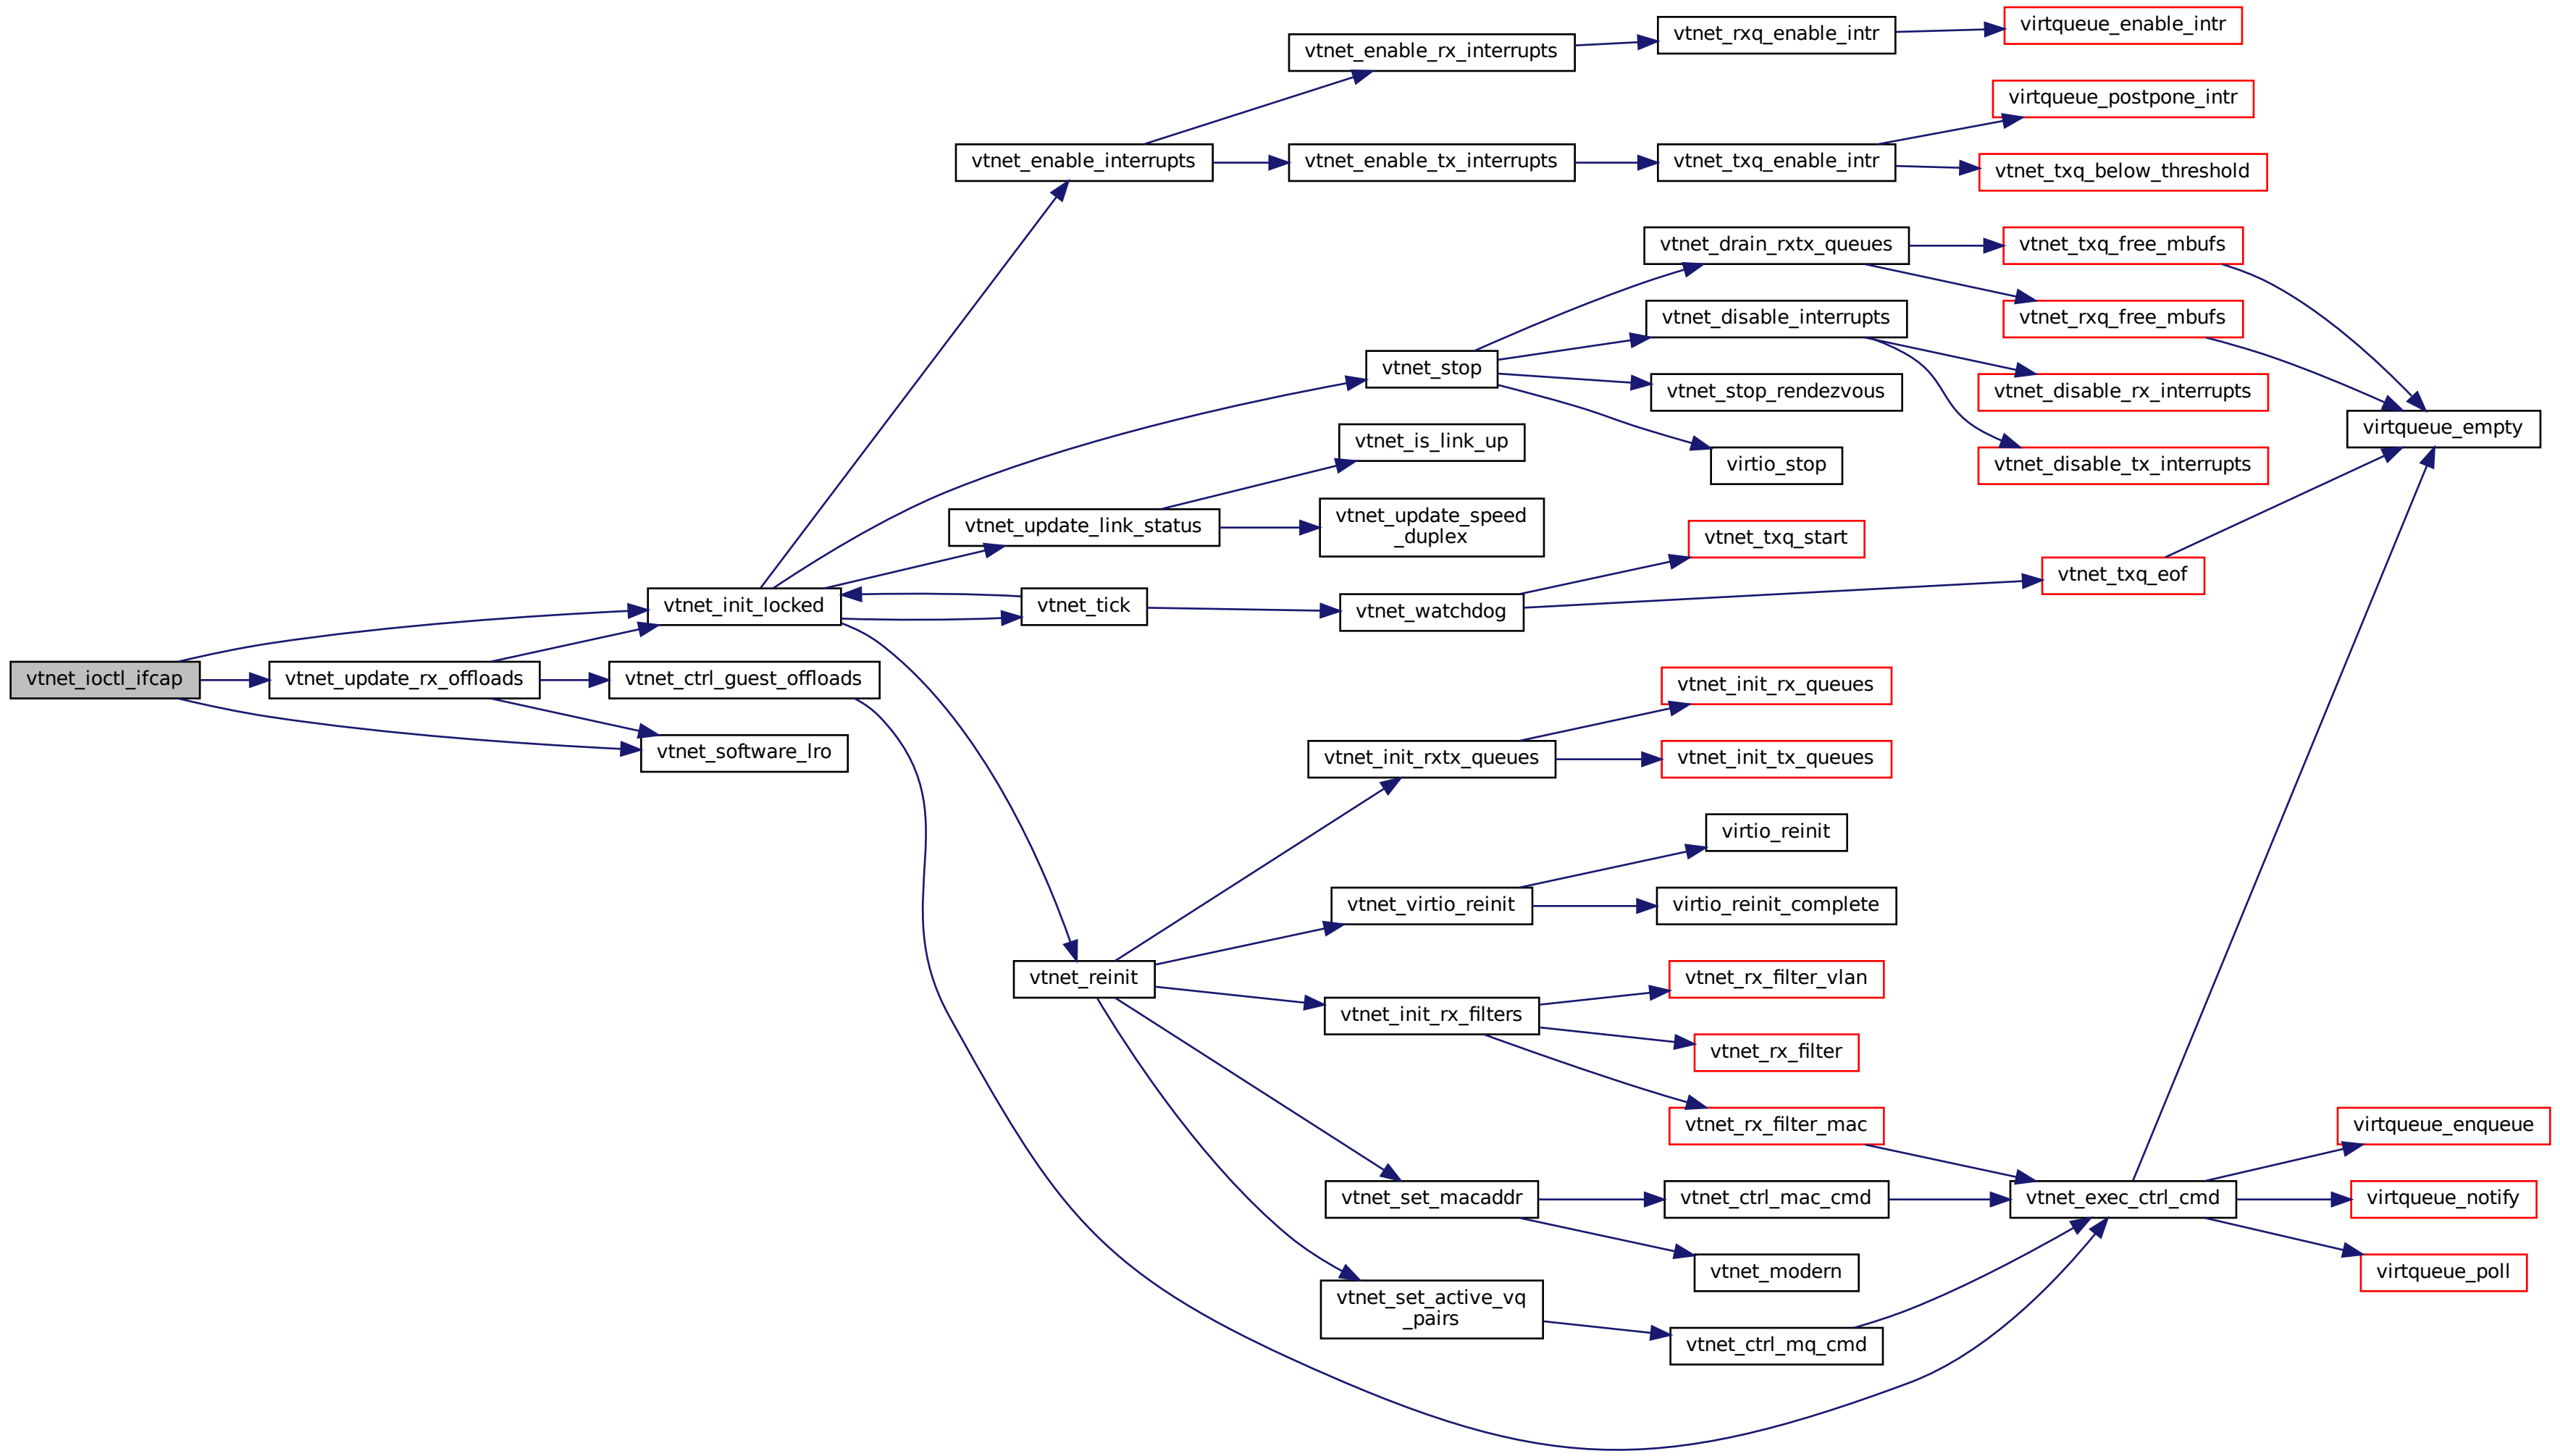 virtqueue_enable_intr
vtnet_rxq_enable_intr
vtnet_enable_rx_interrupts
virtqueue_postpone_intr
vtnet_enable_interrupts
vtnet_enable_tx_interrupts
vtnet_txq_enable_intr
vtnet_txq_below_threshold
vtnet_drain_rxtx_queues
vtnet_txq_free_mbufs
vtnet_disable_interrupts
vtnet_rxq_free_mbufs
vtnet_stop
vtnet_stop_rendezvous
vtnet_disable_rx_interrupts
virtqueue_empty
vtnet_is_link_up
virtio_stop
vtnet_disable_tx_interrupts
vtnet_update_link_status
vtnet_update_speed
_duplex
vtnet_txq_start
vtnet_txq_eof
vtnet_init_locked
vtnet_tick
vtnet_watchdog
vtnet_ioctl_ifcap
vtnet_update_rx_offloads
vtnet_ctrl_guest_offloads
vtnet_init_rx_queues
vtnet_software_lro
vtnet_init_rxtx_queues
vtnet_init_tx_queues
virtio_reinit
vtnet_virtio_reinit
virtio_reinit_complete
vtnet_reinit
vtnet_rx_filter_vlan
vtnet_init_rx_filters
vtnet_rx_filter
vtnet_rx_filter_mac
virtqueue_enqueue
vtnet_set_macaddr
vtnet_ctrl_mac_cmd
vtnet_exec_ctrl_cmd
virtqueue_notify
vtnet_modern
virtqueue_poll
vtnet_set_active_vq
_pairs
vtnet_ctrl_mq_cmd